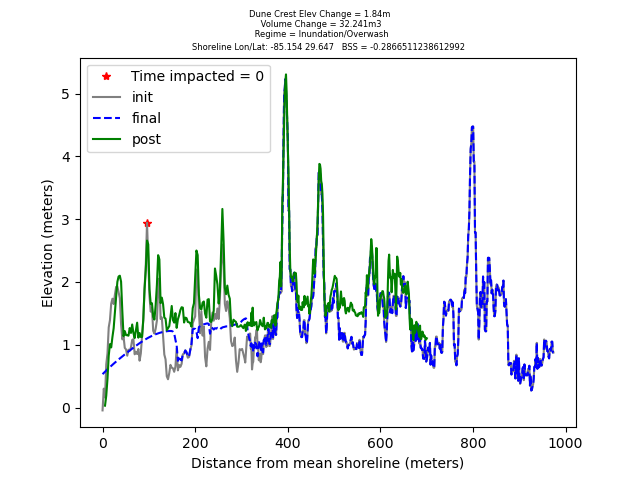 Dune Crest Elev Change = 1.84m
Volume Change = 32.241m3
Regime = Inundation/Overwash
Shoreline Lon/Lat: -85.154 29.647 BSS = -0.2866511238612992
Time impacted = 0
init
final
post
Elevation (meters)
5
4
3
2
1
0
0 200 400 600 800 1000
Distance from mean shoreline (meters)